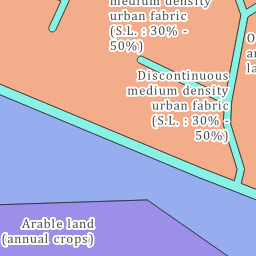 medium density
urban fabric
(S.L. : 30% -
50%)
Discontinuous
medium density
urban fabric
(S.L. : 30% -
50%)
Arable land
(annual crops)